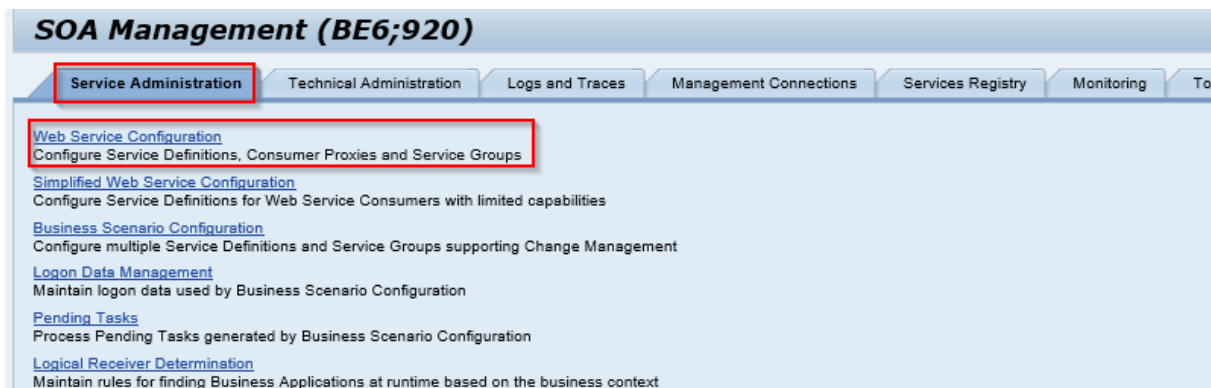 SOA Management (BE6;920)
Service Administration Technical Administration Logs and Traces Management Connections Services Registry Monitoring To
Web Service Configuration
Configure Service Definitions, Consumer Proxies and Service Groups
Simplified Web Service Configuration
Configure Service Definitions for Web Service Consumers with limited capabilities
Business Scenario Configuration
Configure multiple Service Definitions and Service Groups supporting Change Management
Logon Data Management
Maintain logon data used by Business Scenario Configuration
Pending Tasks
Process Pending Tasks generated by Business Scenario Configuration
Logical Receiver Determination
Maintain rules for finding Business Applications at runtime based on the business context